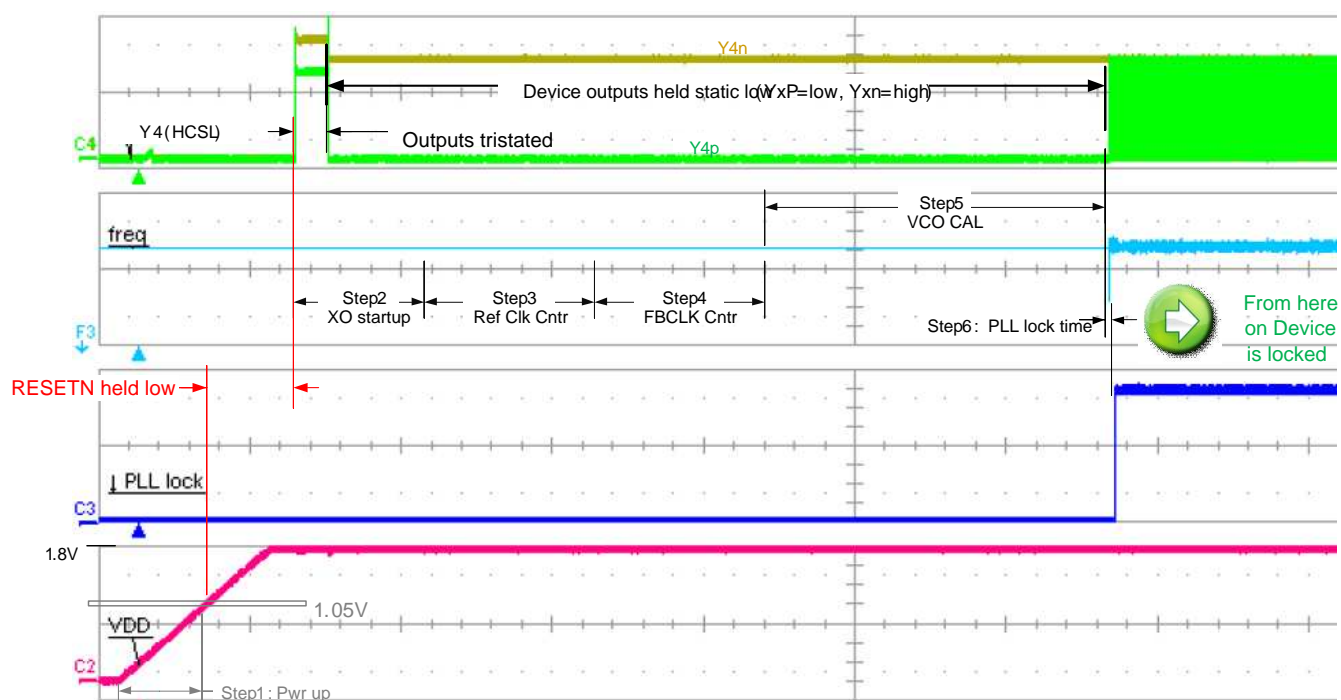 Y4n
Device outputs held static low(YxP=low, Yxn=high)
Y4(HCSL)
Outputs tristated
C4
Y4p
Step5
VCO CAL
freq
Step2
XO startup
Step3
Ref Clk Cntr
Step4
FBCLK Cntr
Step6: PLL lock time
From here
on Device
is locked
F3
RESETN held low
PLL lock
C3
1.8V
1.05V
VDD
C2
Step1: Pwr up